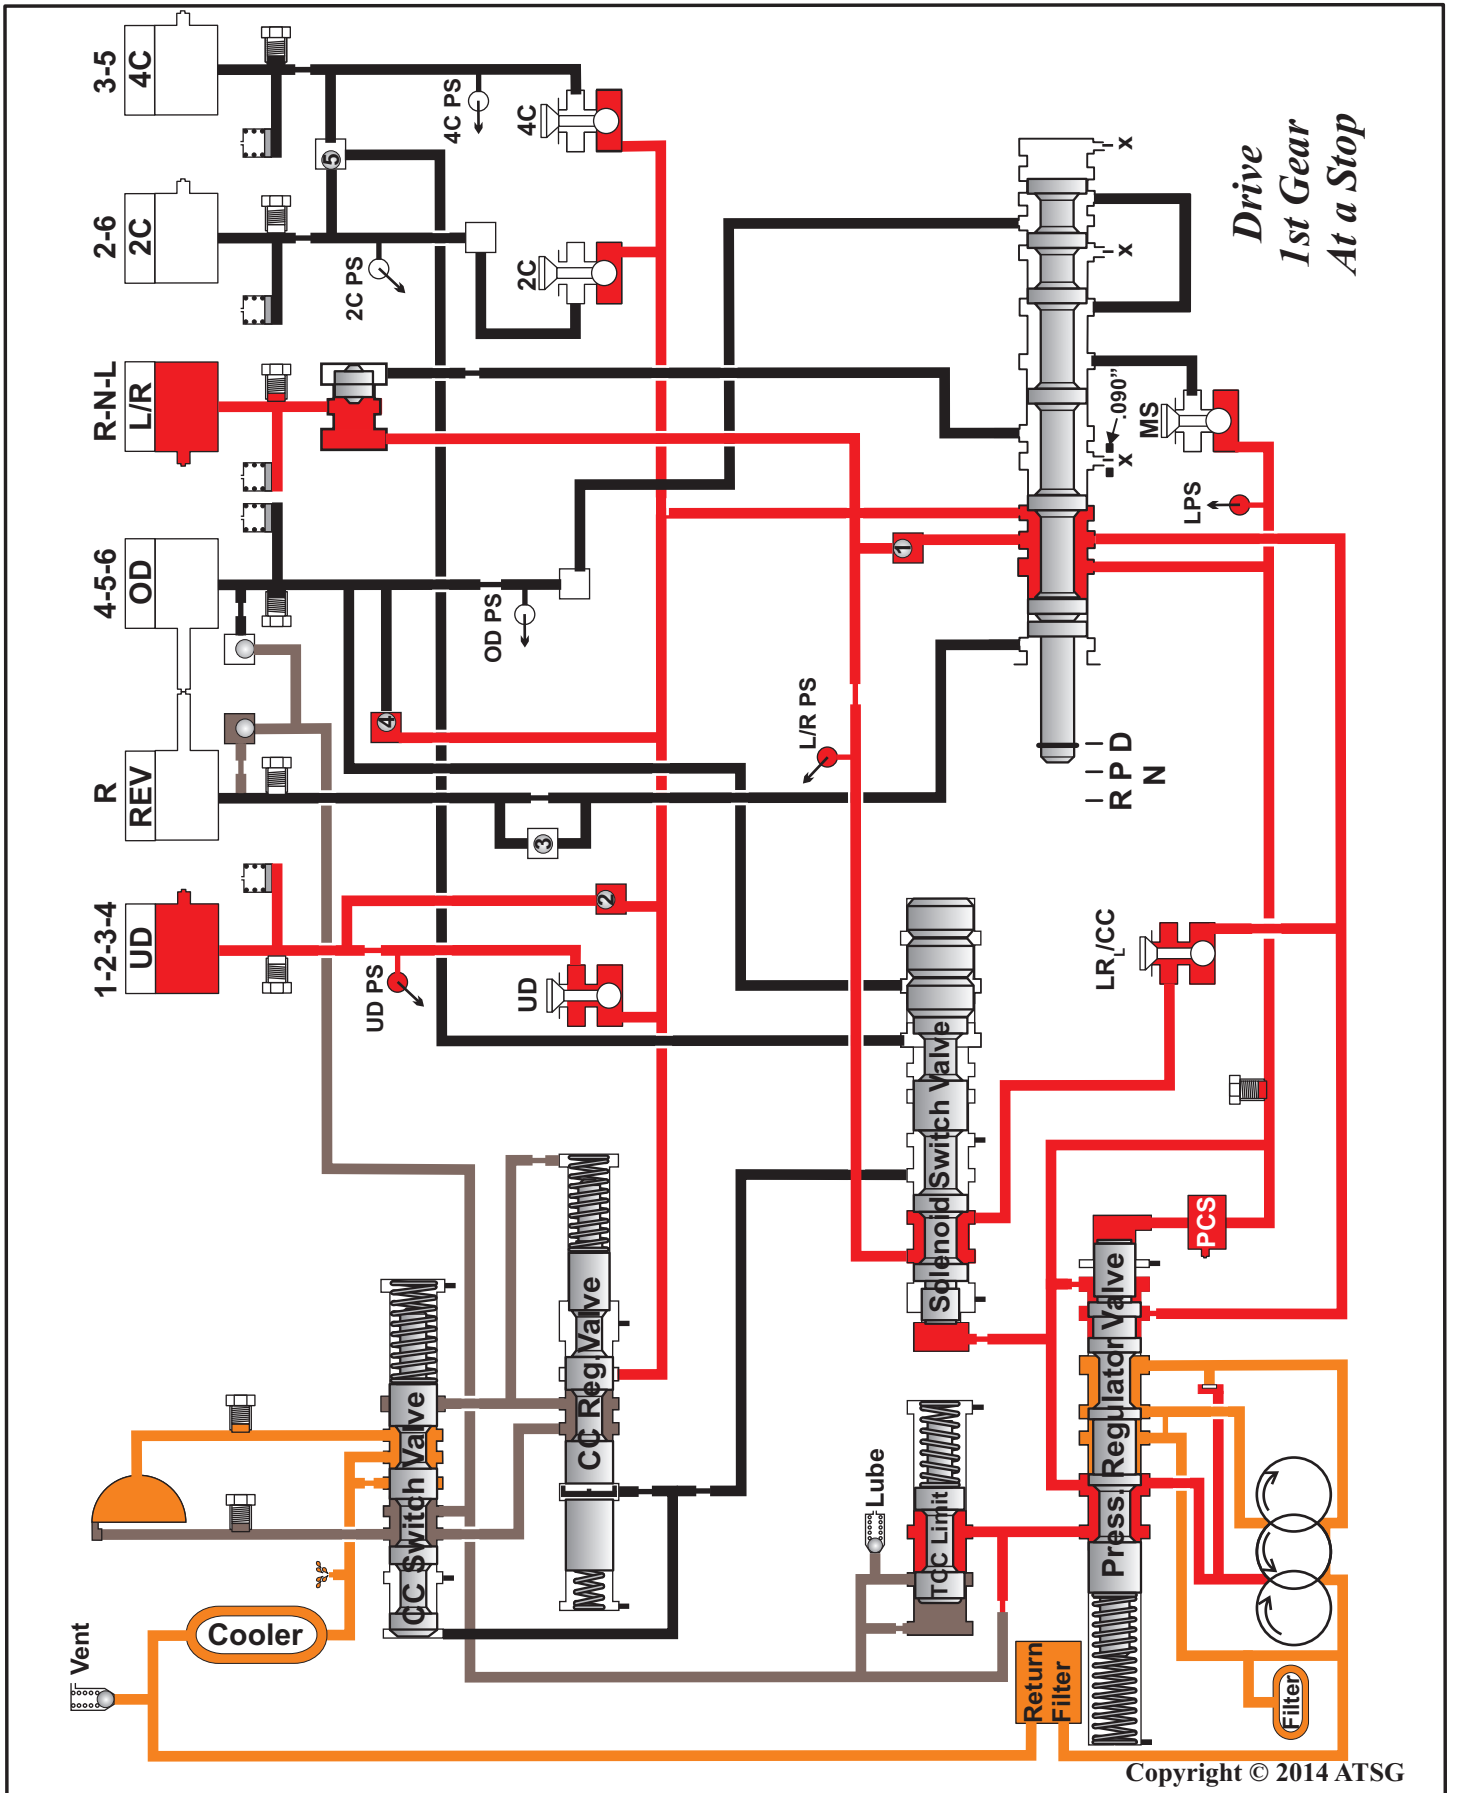 3-5
4C
2-6
2C
R-N-L
L/R
4-5-6
OD
R
REV
1-2-3-4
UD
4C PS
4C
5
2C PS
2C
OD PS
4
3
2
UD PS
UD
L/R PS
1
Drive
1st Gear
At a Stop
x
x
x
.090”
MS
LPS
R P D
N
LRL/CC
Solenoid Switch Valve
PCS
Press. Regulator Valve
CC Reg. Valve
CC Switch Valve
TCC Limit
Lube
Cooler
Vent
Return
Filter
Filter
Copyright © 2014 ATSG